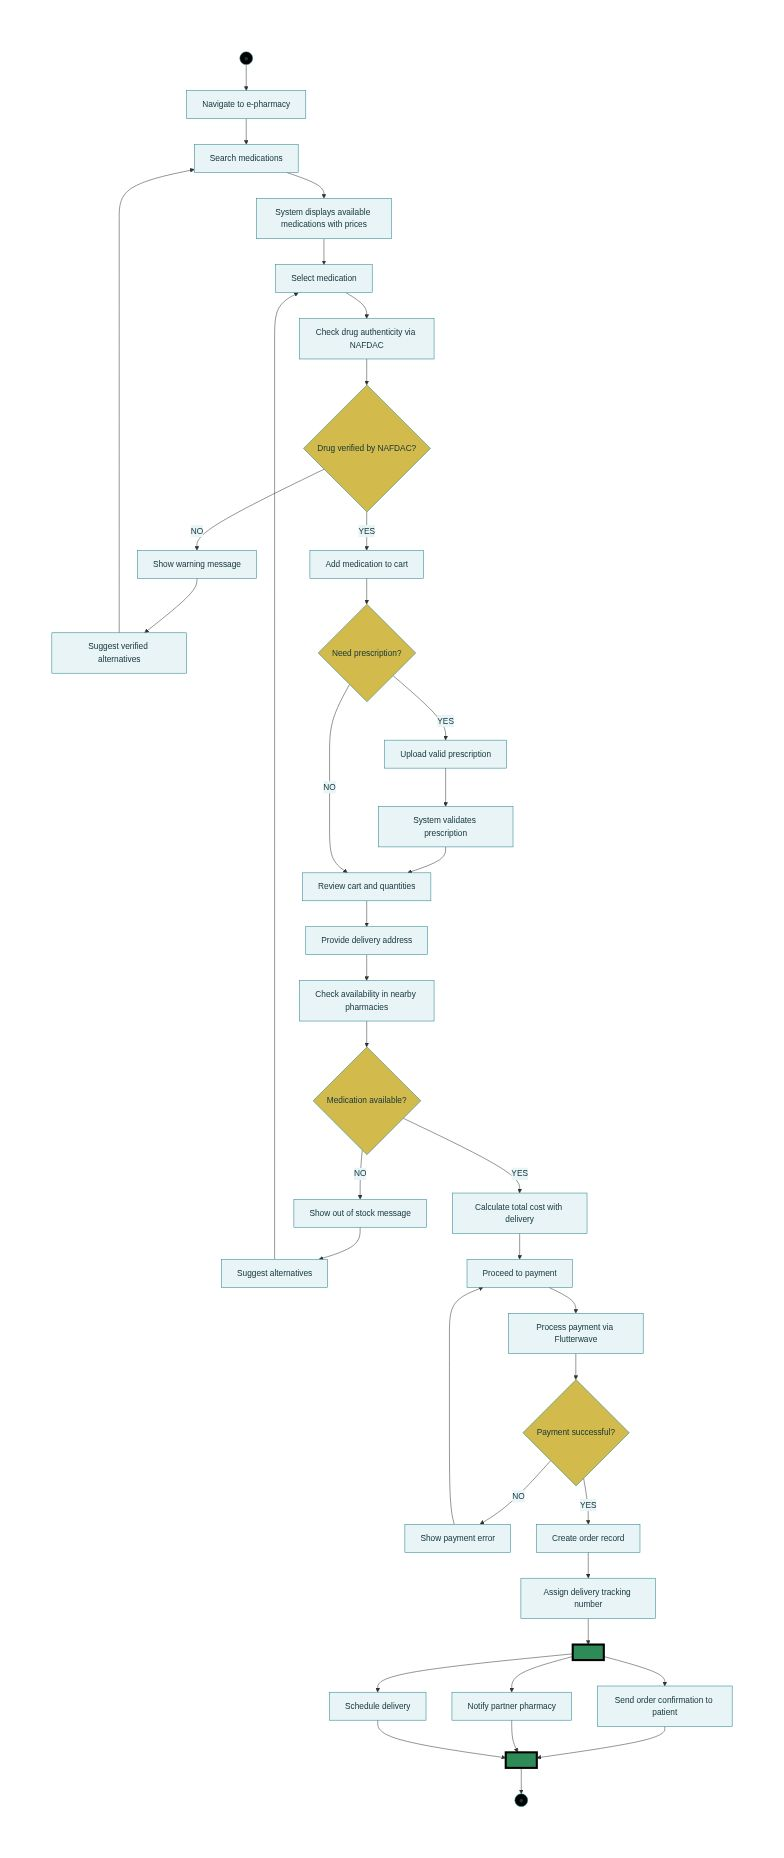 Navigate to e-pharmacy
Search medications
System displays available
medications with prices
Select medication
Check drug authenticity via
NAFDAC
Drug verified by NAFDAC?
NO
YES
Show warning message
Add medication to cart
Suggest verified
alternatives
Need prescription?
YES
Upload valid prescription
NO
System validates
prescription
Review cart and quantities
Provide delivery address
Check availability in nearby
pharmacies
Medication available?
NO
YES
Show out of stock message
Calculate total cost with
delivery
Suggest alternatives
Proceed to payment
Process payment via
Flutterwave
Payment successful?
NO
YES
Show payment error
Create order record
Assign delivery tracking
number
Schedule delivery
Notify partner pharmacy
Send order confirmation to
patient